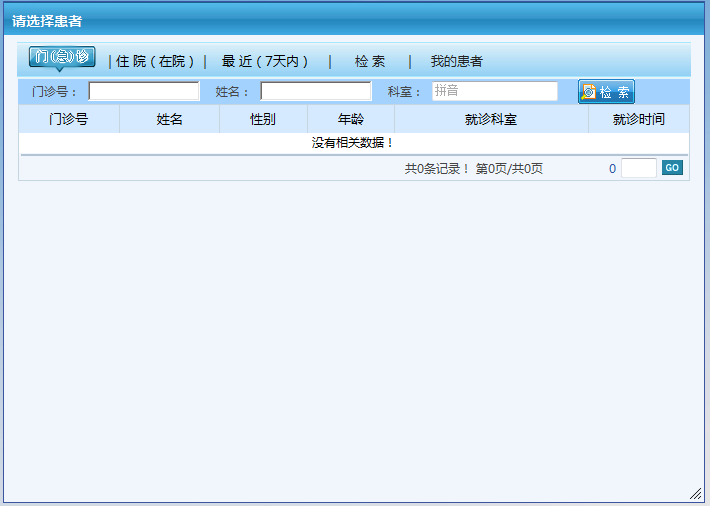 请选择患者
门(急)诊 | 住 院 ( 在院 ) | 最 近 ( 7天内 ) | 检 索 | 我的患者
门诊号： 姓名： 科室： 拼音 检 索
门诊号 姓名 性别 年龄 就诊科室 就诊时间
没有相关数据！
共0条记录！ 第0页/共0页 0 GO